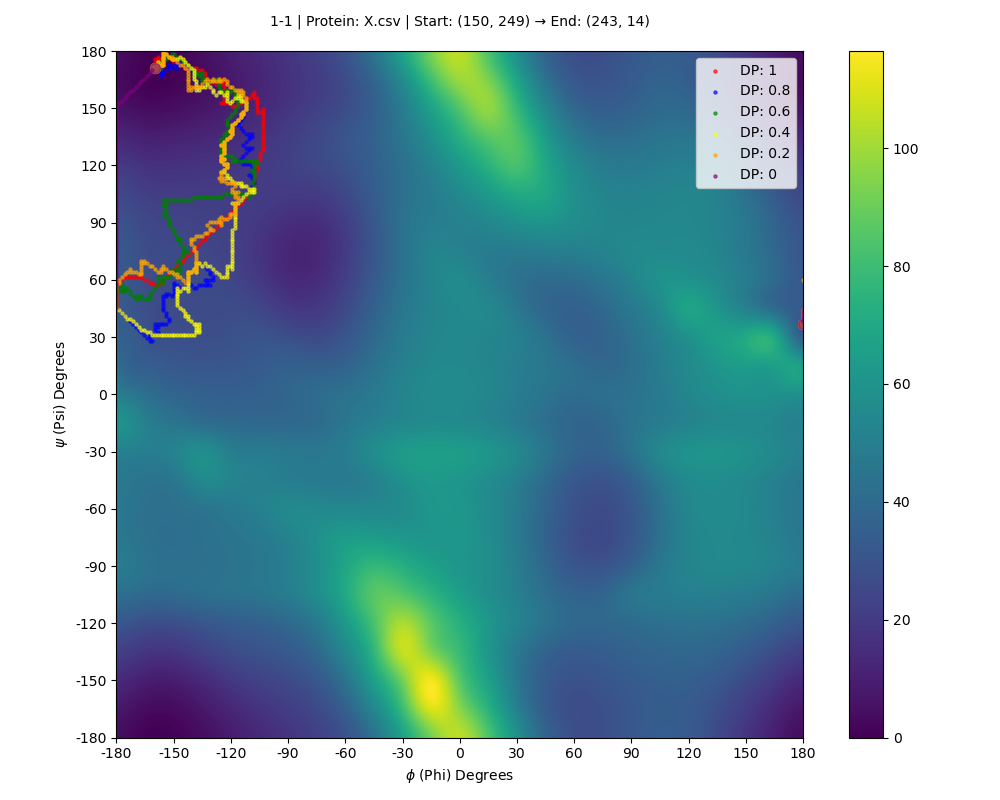 1-1 | Protein: X.csv | Start: (150, 249) → End: (243, 14)
DP: 1
DP: 0.8
DP: 0.6
DP: 0.4
DP: 0.2
DP: 0
180
150
120
90
60
30
0
-30
-60
-90
-120
-150
-180
ψ (Psi) Degrees
-180 -150 -120 -90 -60 -30 0 30 60 90 120 150 180
ϕ (Phi) Degrees
100
80
60
40
20
0